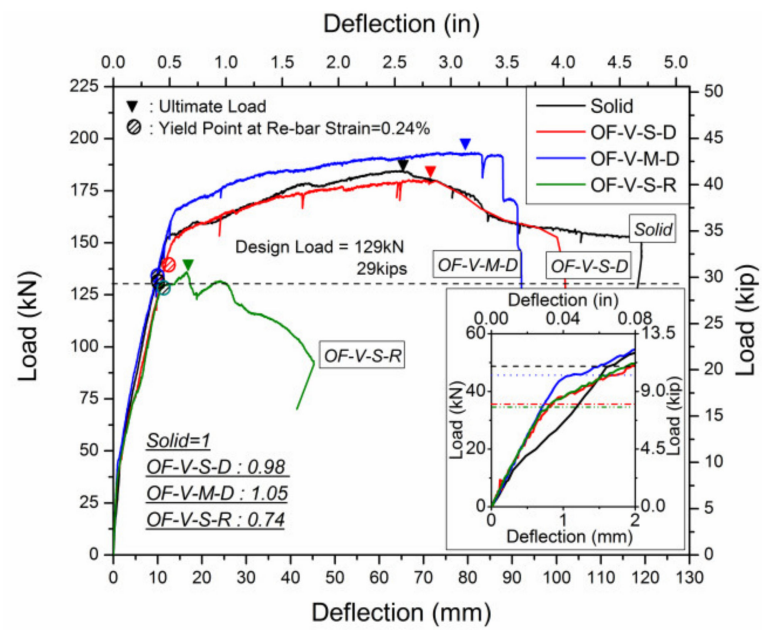 Deflection (in)
0.0 0.5 1.0 1.5 2.0 2.5 3.0 3.5 4.0 4.5 5.0
225
200
175
150
125
100
75
50
25
0
Load (kN)
50
45
40
35
30
25
20
15
10
5
0
Load (kip)
▼ : Ultimate Load
: Yield Point at Re-bar Strain=0.24%
Solid
OF-V-S-D
OF-V-M-D
OF-V-S-R
Design Load = 129kN
29kips
Solid
OF-V-M-D
OF-V-S-D
OF-V-S-R
Solid=1
OF-V-S-D : 0.98
OF-V-M-D : 1.05
OF-V-S-R : 0.74
Deflection (in)
0.00 0.04 0.08
60
40
20
0
Load (kN)
13.5
9.0
4.5
0.0
Load (kip)
0 1 2
Deflection (mm)
0 10 20 30 40 50 60 70 80 90 100 110 120 130
Deflection (mm)